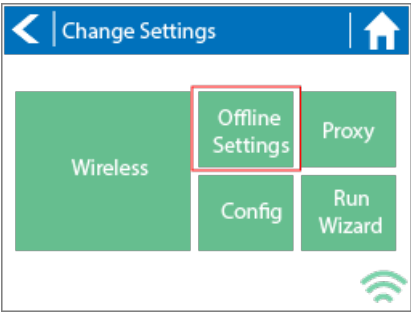 Change Settings
Wireless
Offline
Settings
Proxy
Config
Run
Wizard